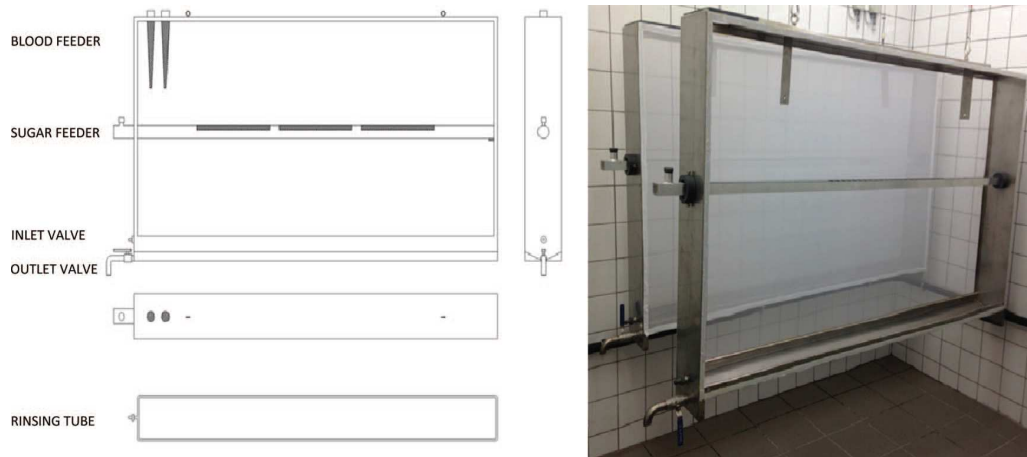 BLOOD FEEDER
SUGAR FEEDER
INLET VALVE
OUTLET VALVE
RINSING TUBE